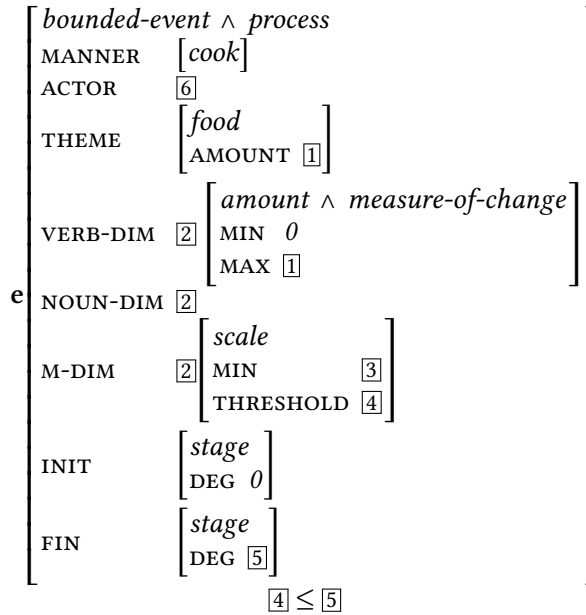 bounded-event ∧ process
MANNER [cook]
ACTOR 6
food
THEME
AMOUNT 1
amount ∧ measure-of-change
VERB-DIM 2 MIN 0
MAX 1
e NOUN-DIM 2
scale
M-DIM 2 MIN 3
THRESHOLD 4
stage
INIT
DEG 0
stage
FIN
DEG 5
4 ≤ 5